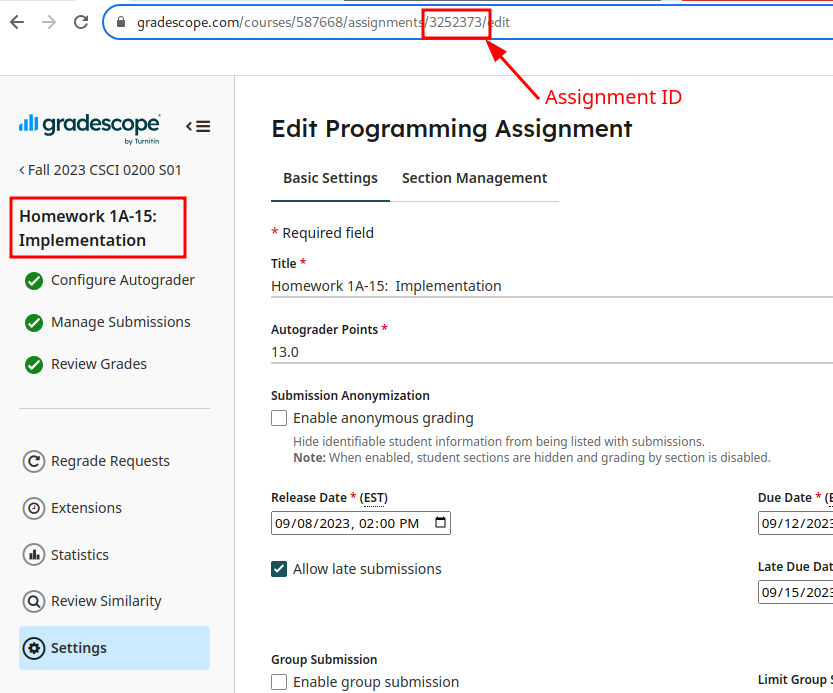 gradescope.com/courses/587668/assignments/3252373/edit
Assignment ID
gradescope
by Turnitin
Fall 2023 CSCI 0200 S01
Homework 1A-15:
Implementation
Configure Autograder
Manage Submissions
Review Grades
Regrade Requests
Extensions
Statistics
Review Similarity
Settings
Edit Programming Assignment
Basic Settings Section Management
* Required field
Title *
Homework 1A-15: Implementation
Autograder Points *
13.0
Submission Anonymization
Enable anonymous grading
Hide identifiable student information from being listed with submissions.
Note: When enabled, student sections are hidden and grading by section is disabled.
Release Date * (EST) Due Date *
09/08/2023, 02:00 PM 09/12/2023
Allow late submissions Late Due
09/15/2023
Group Submission
Enable group submission Limit Group